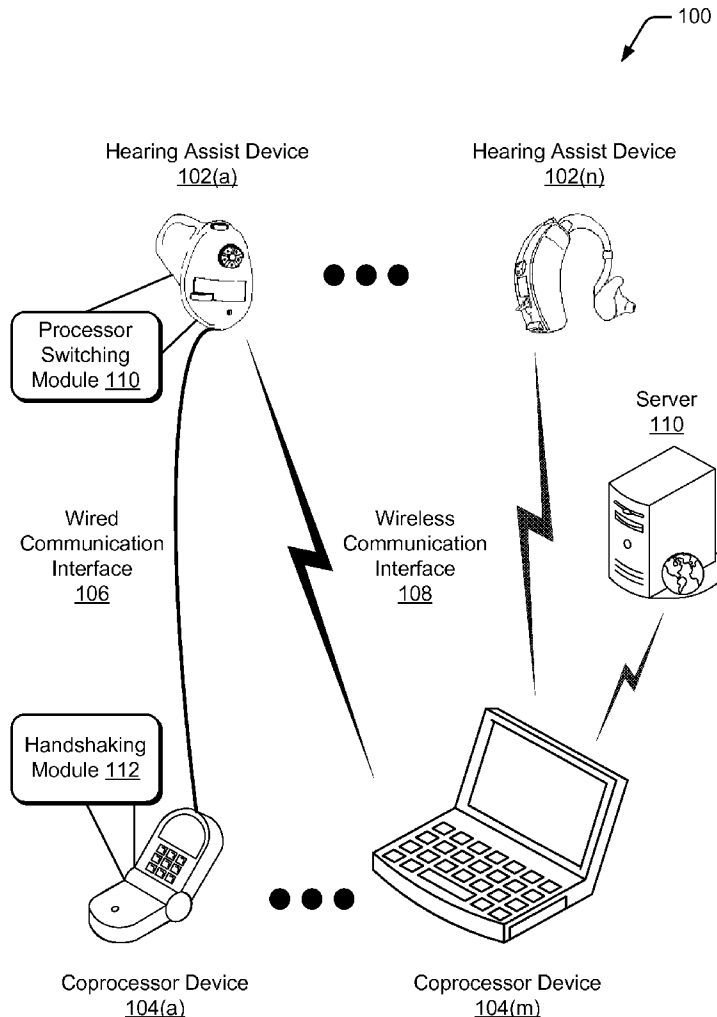 100
Hearing Assist Device
102(a)
Hearing Assist Device
102(n)
Processor
Switching
Module 110
Server
110
Wired
Communication
Interface
106
Wireless
Communication
Interface
108
Handshaking
Module 112
Coprocessor Device
104(a)
Coprocessor Device
104(m)